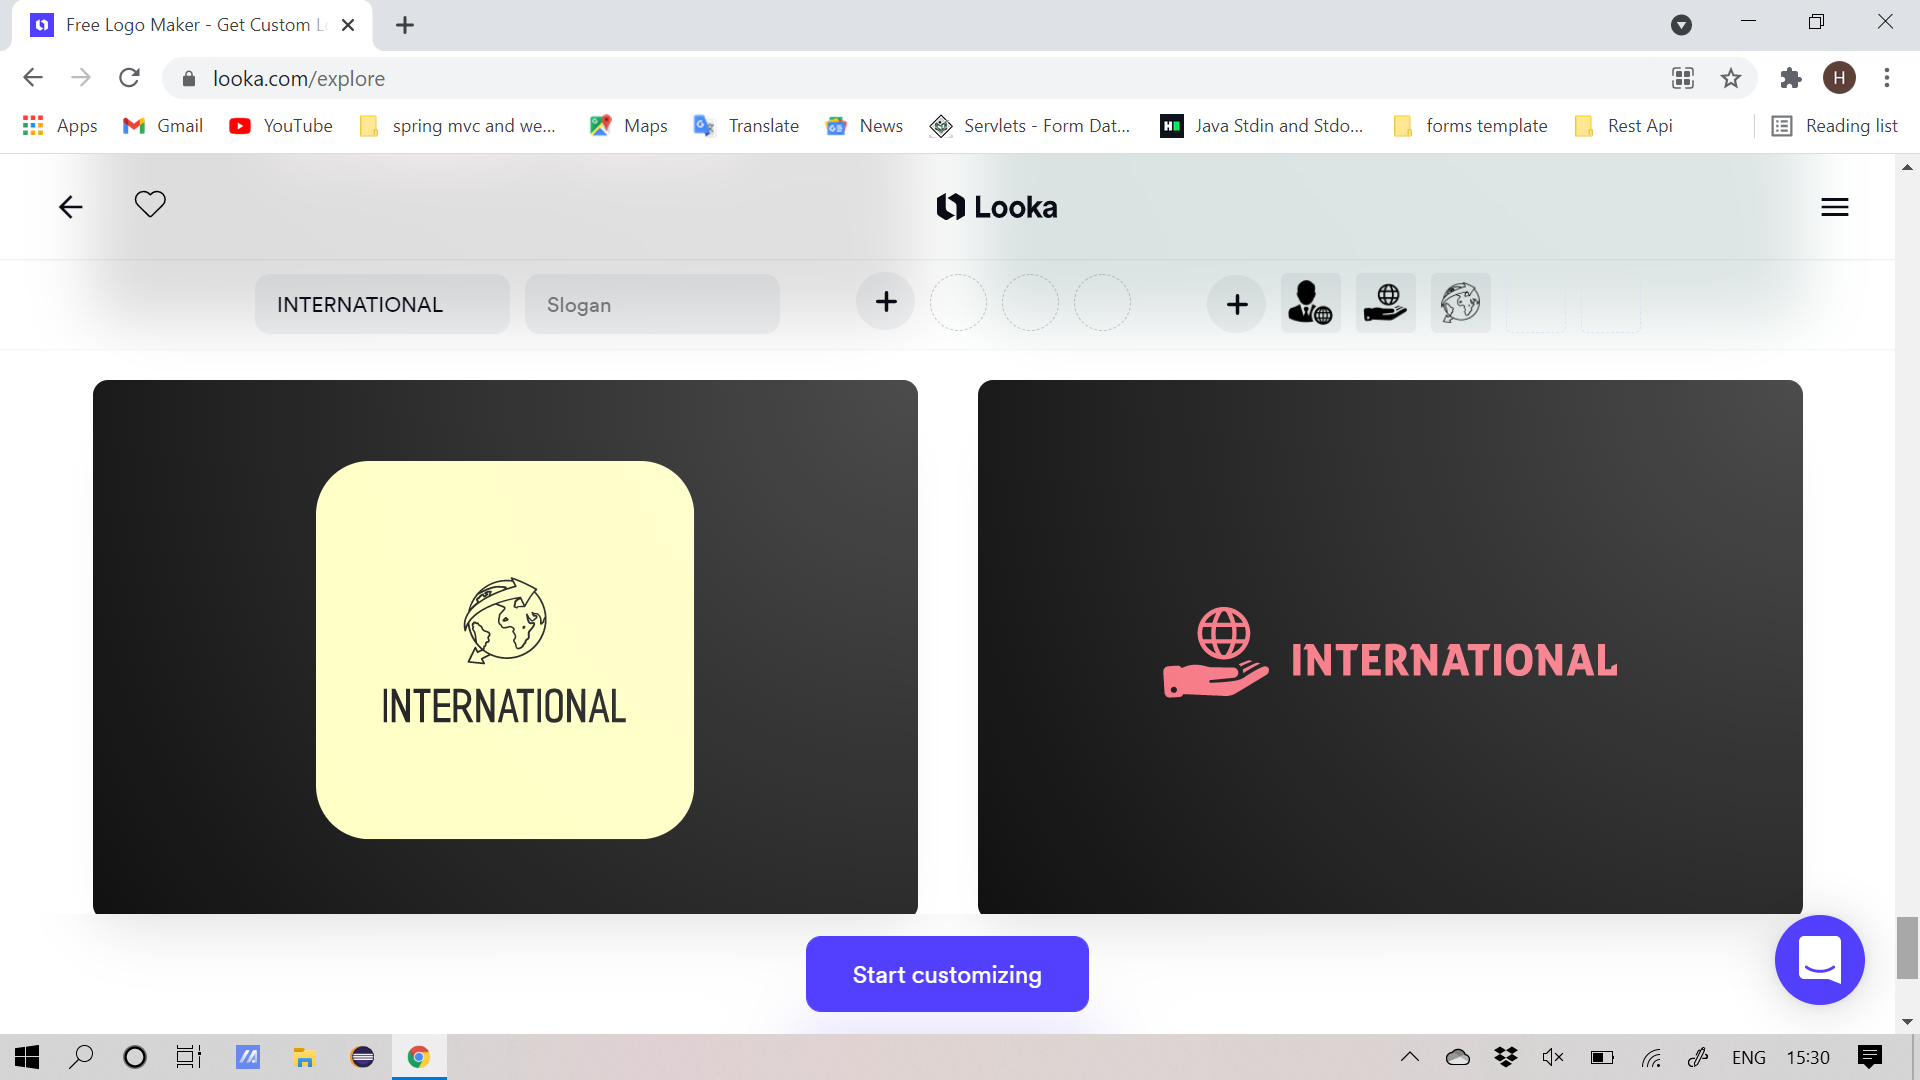 Free Logo Maker - Get Custom Lo
looka.com/explore
Apps Gmail YouTube spring mvc and we... Maps Translate News Servlets - Form Dat... Java Stdin and Stdo... forms template Rest Api Reading list
H
Looka
INTERNATIONAL Slogan
INTERNATIONAL
INTERNATIONAL
Start customizing
ENG 15:30